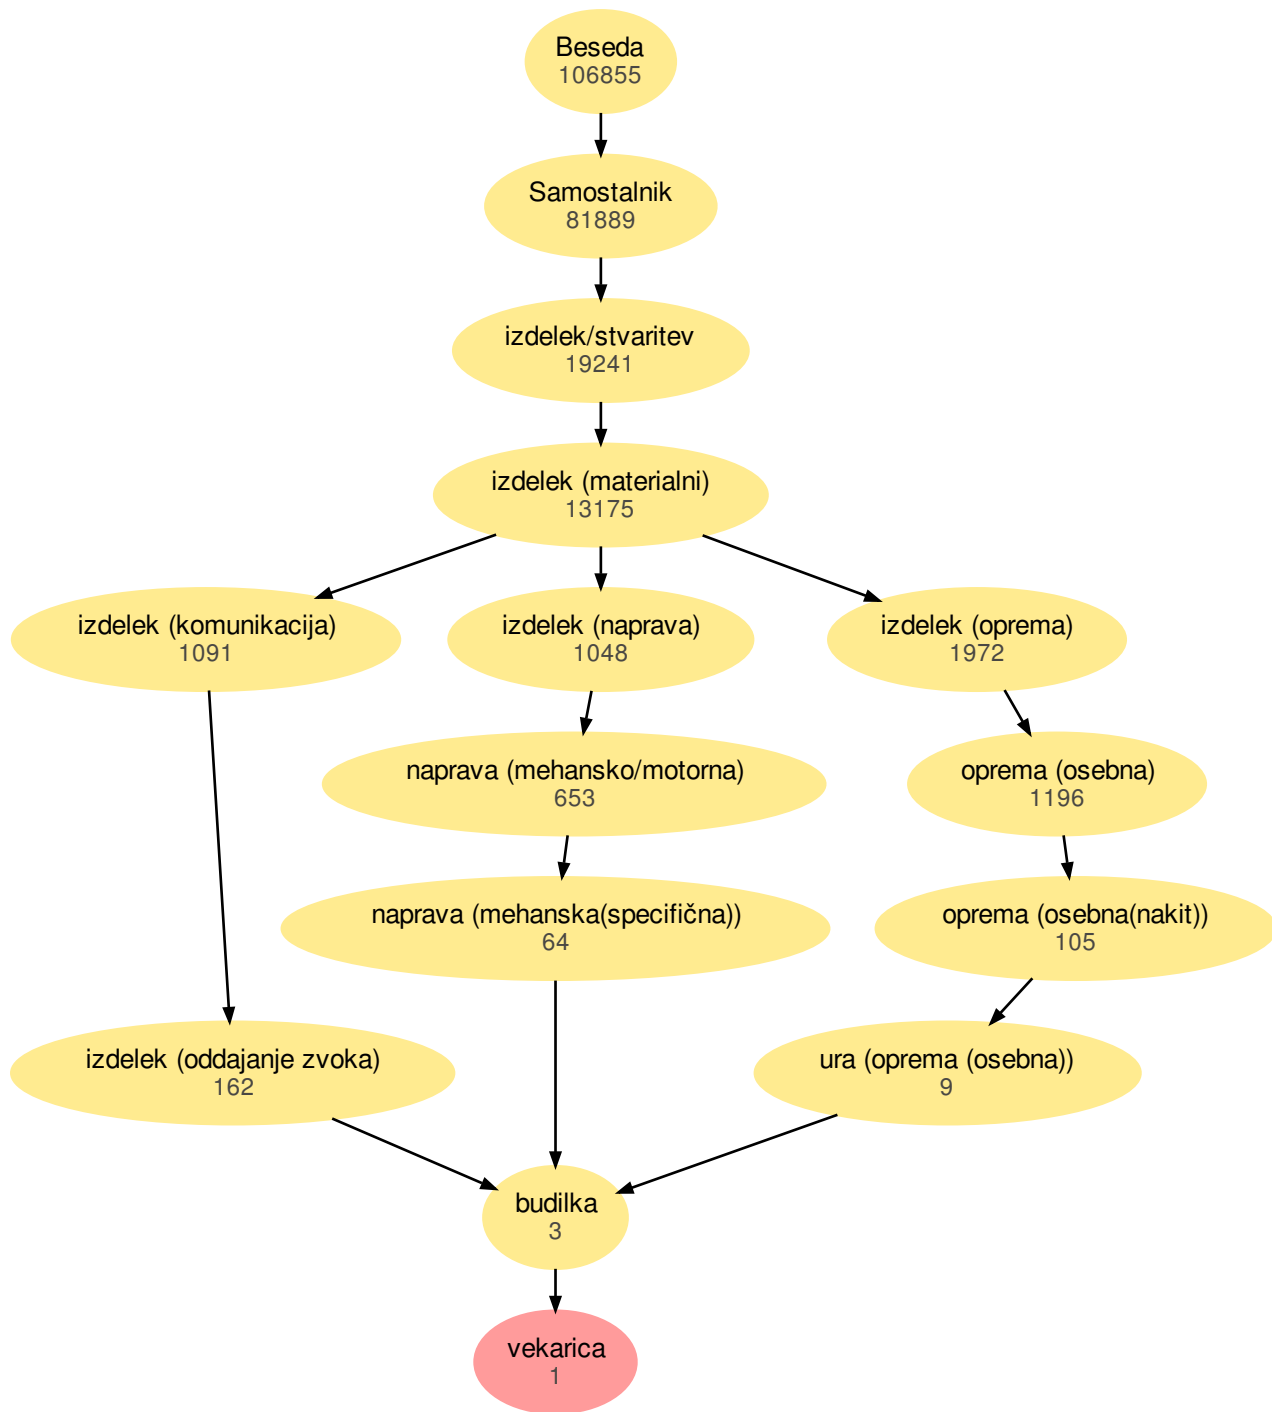 Beseda
106855
Samostalnik
81889
izdelek/stvaritev
19241
izdelek (materialni)
13175
izdelek (komunikacija)
1091
izdelek (naprava)
1048
izdelek (oprema)
1972
naprava (mehansko/motorna)
653
oprema (osebna)
1196
naprava (mehanska(specifična))
64
oprema (osebna(nakit))
105
izdelek (oddajanje zvoka)
162
ura (oprema (osebna))
9
budilka
3
vekarica
1